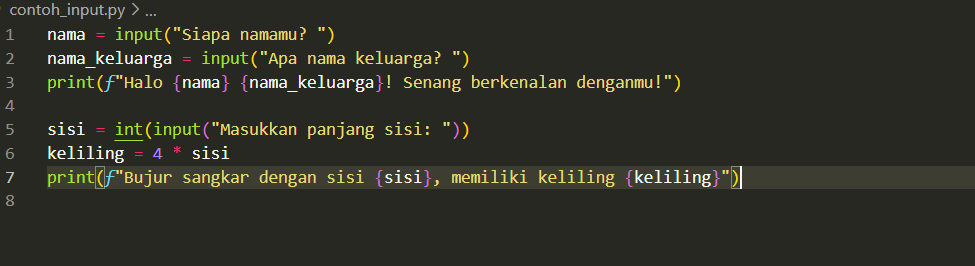 contoh_input.py > ...
1 nama = input("Siapa namamu? ")
2 nama_keluarga = input("Apa nama keluarga? ")
3 print(f"Halo {nama} {nama_keluarga}! Senang berkenalan denganmu!")
4
5 sisi = int(input("Masukkan panjang sisi: "))
6 keliling = 4 * sisi
7 print(f"Bujur sangkar dengan sisi {sisi}, memiliki keliling {keliling}")
8